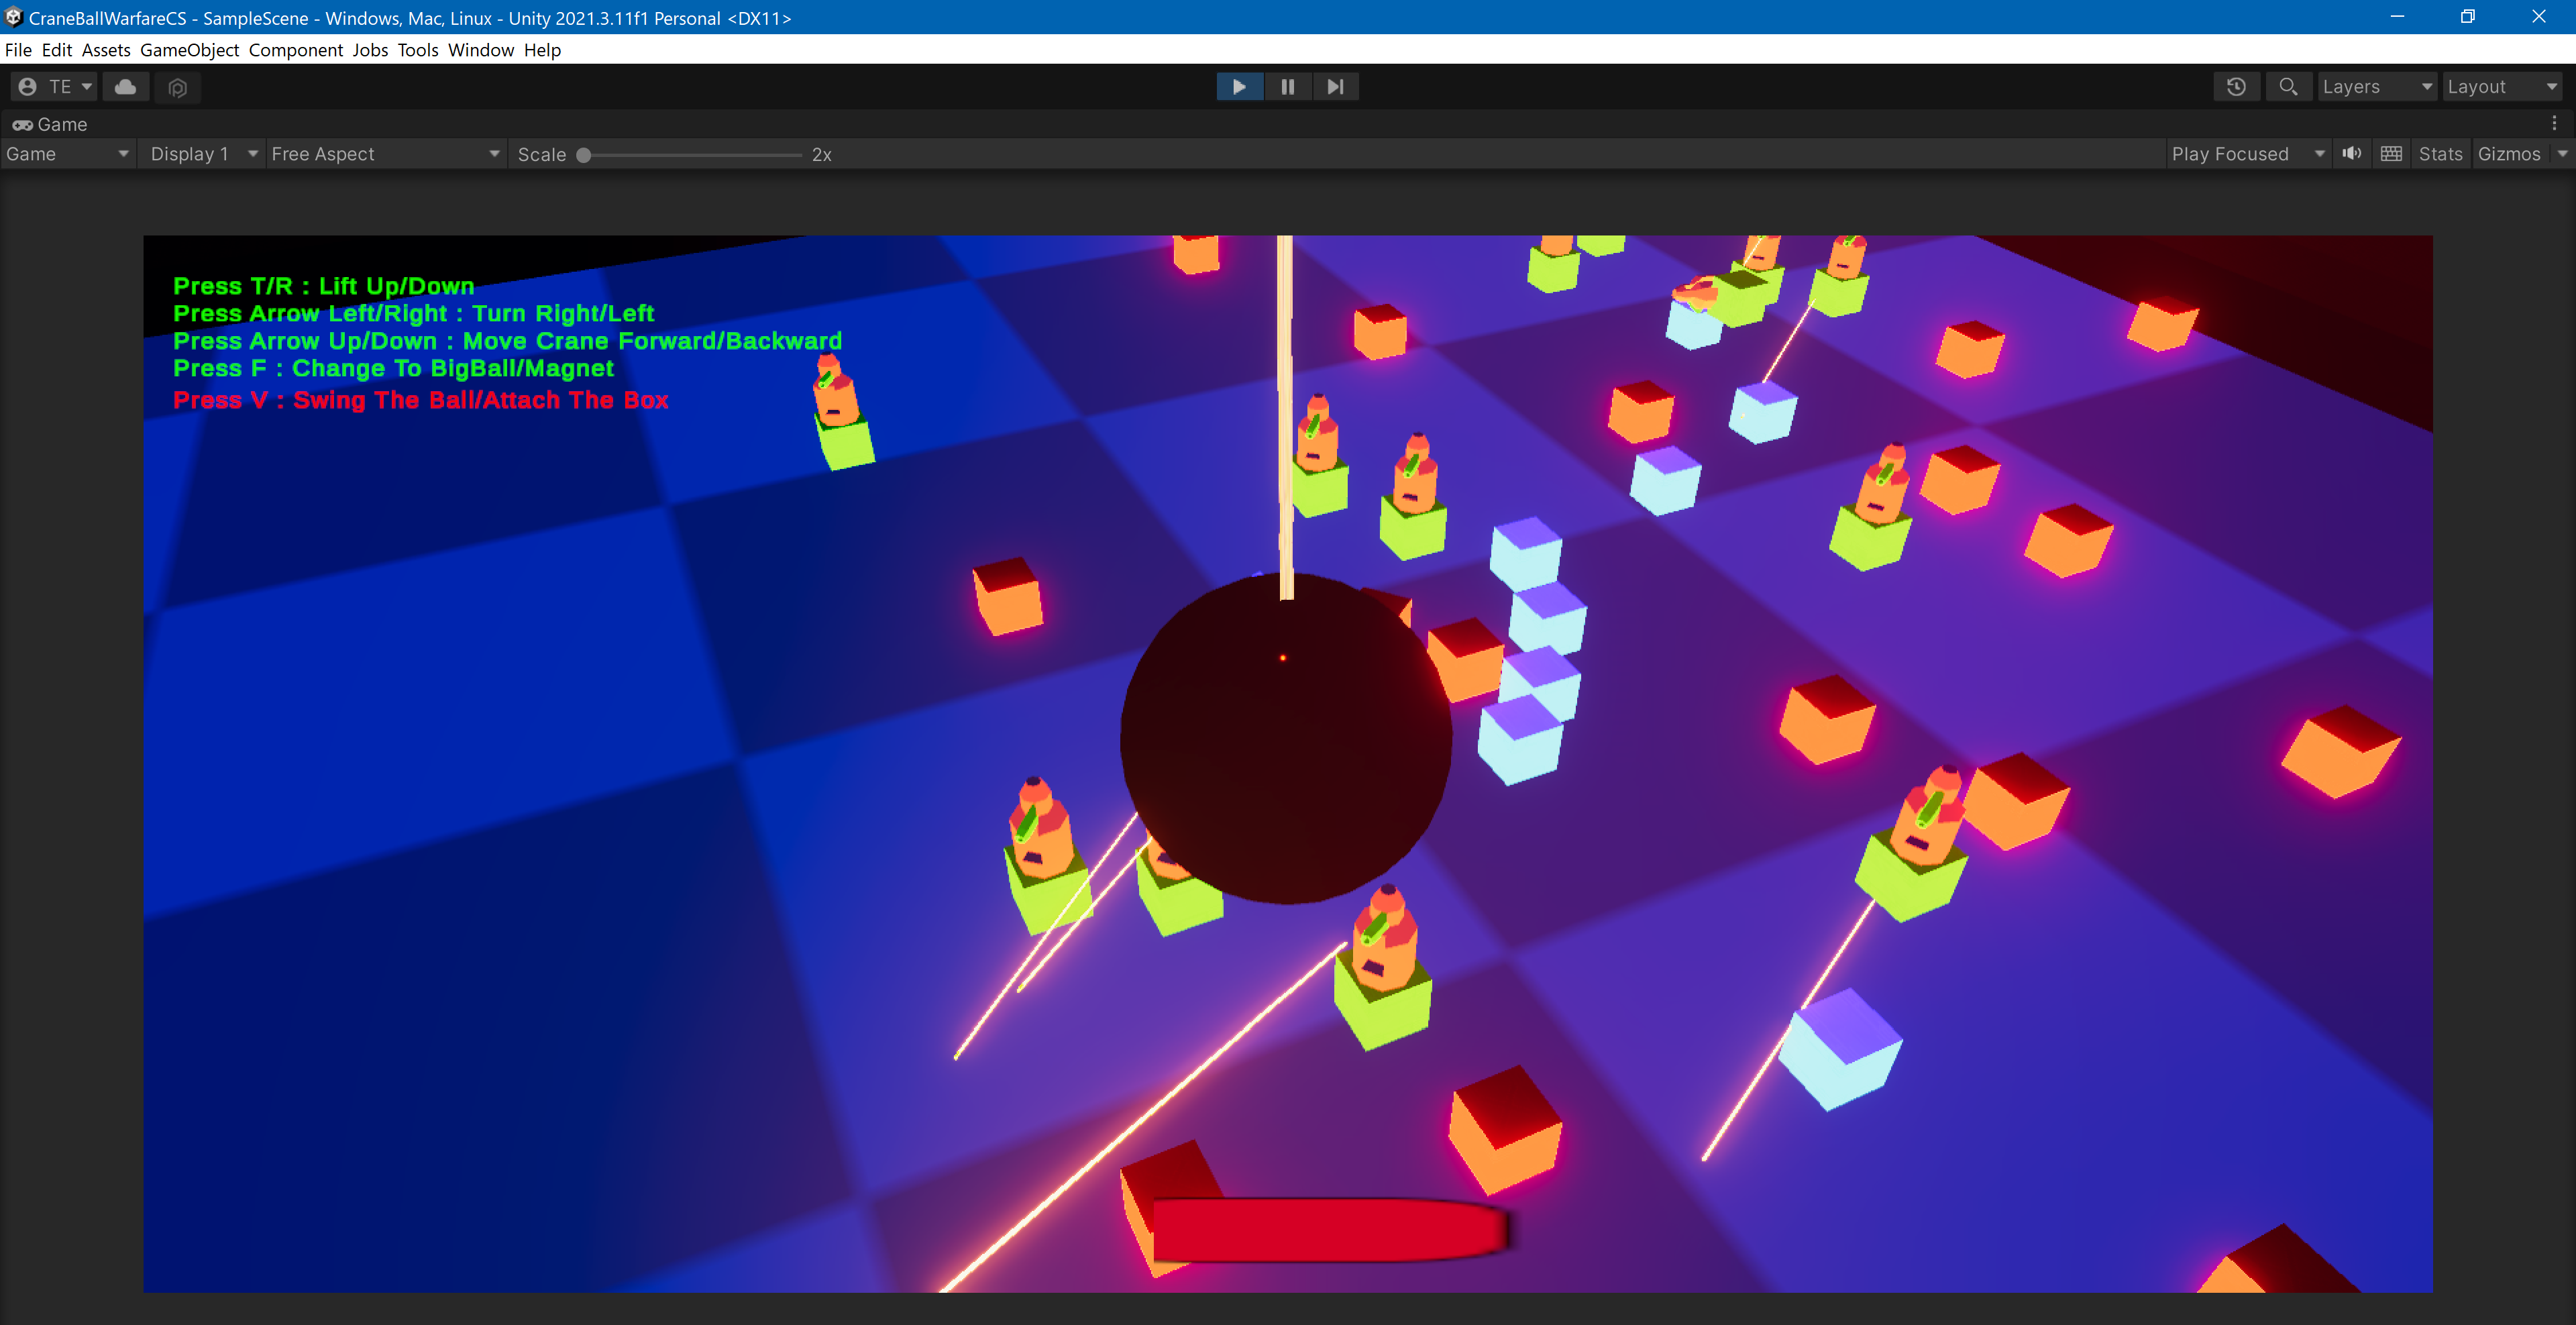 CraneBallWarfareCS - SampleScene - Windows, Mac, Linux - Unity 2021.3.11f1 Personal <DX11>
File Edit Assets GameObject Component Jobs Tools Window Help
TE Layers Layout
Game
Game Display 1 Free Aspect Scale 2x Play Focused Stats Gizmos
Press T/R : Lift Up/Down
Press Arrow Left/Right : Turn Right/Left
Press Arrow Up/Down : Move Crane Forward/Backward
Press F : Change To BigBall/Magnet
Press V : Swing The Ball/Attach The Box